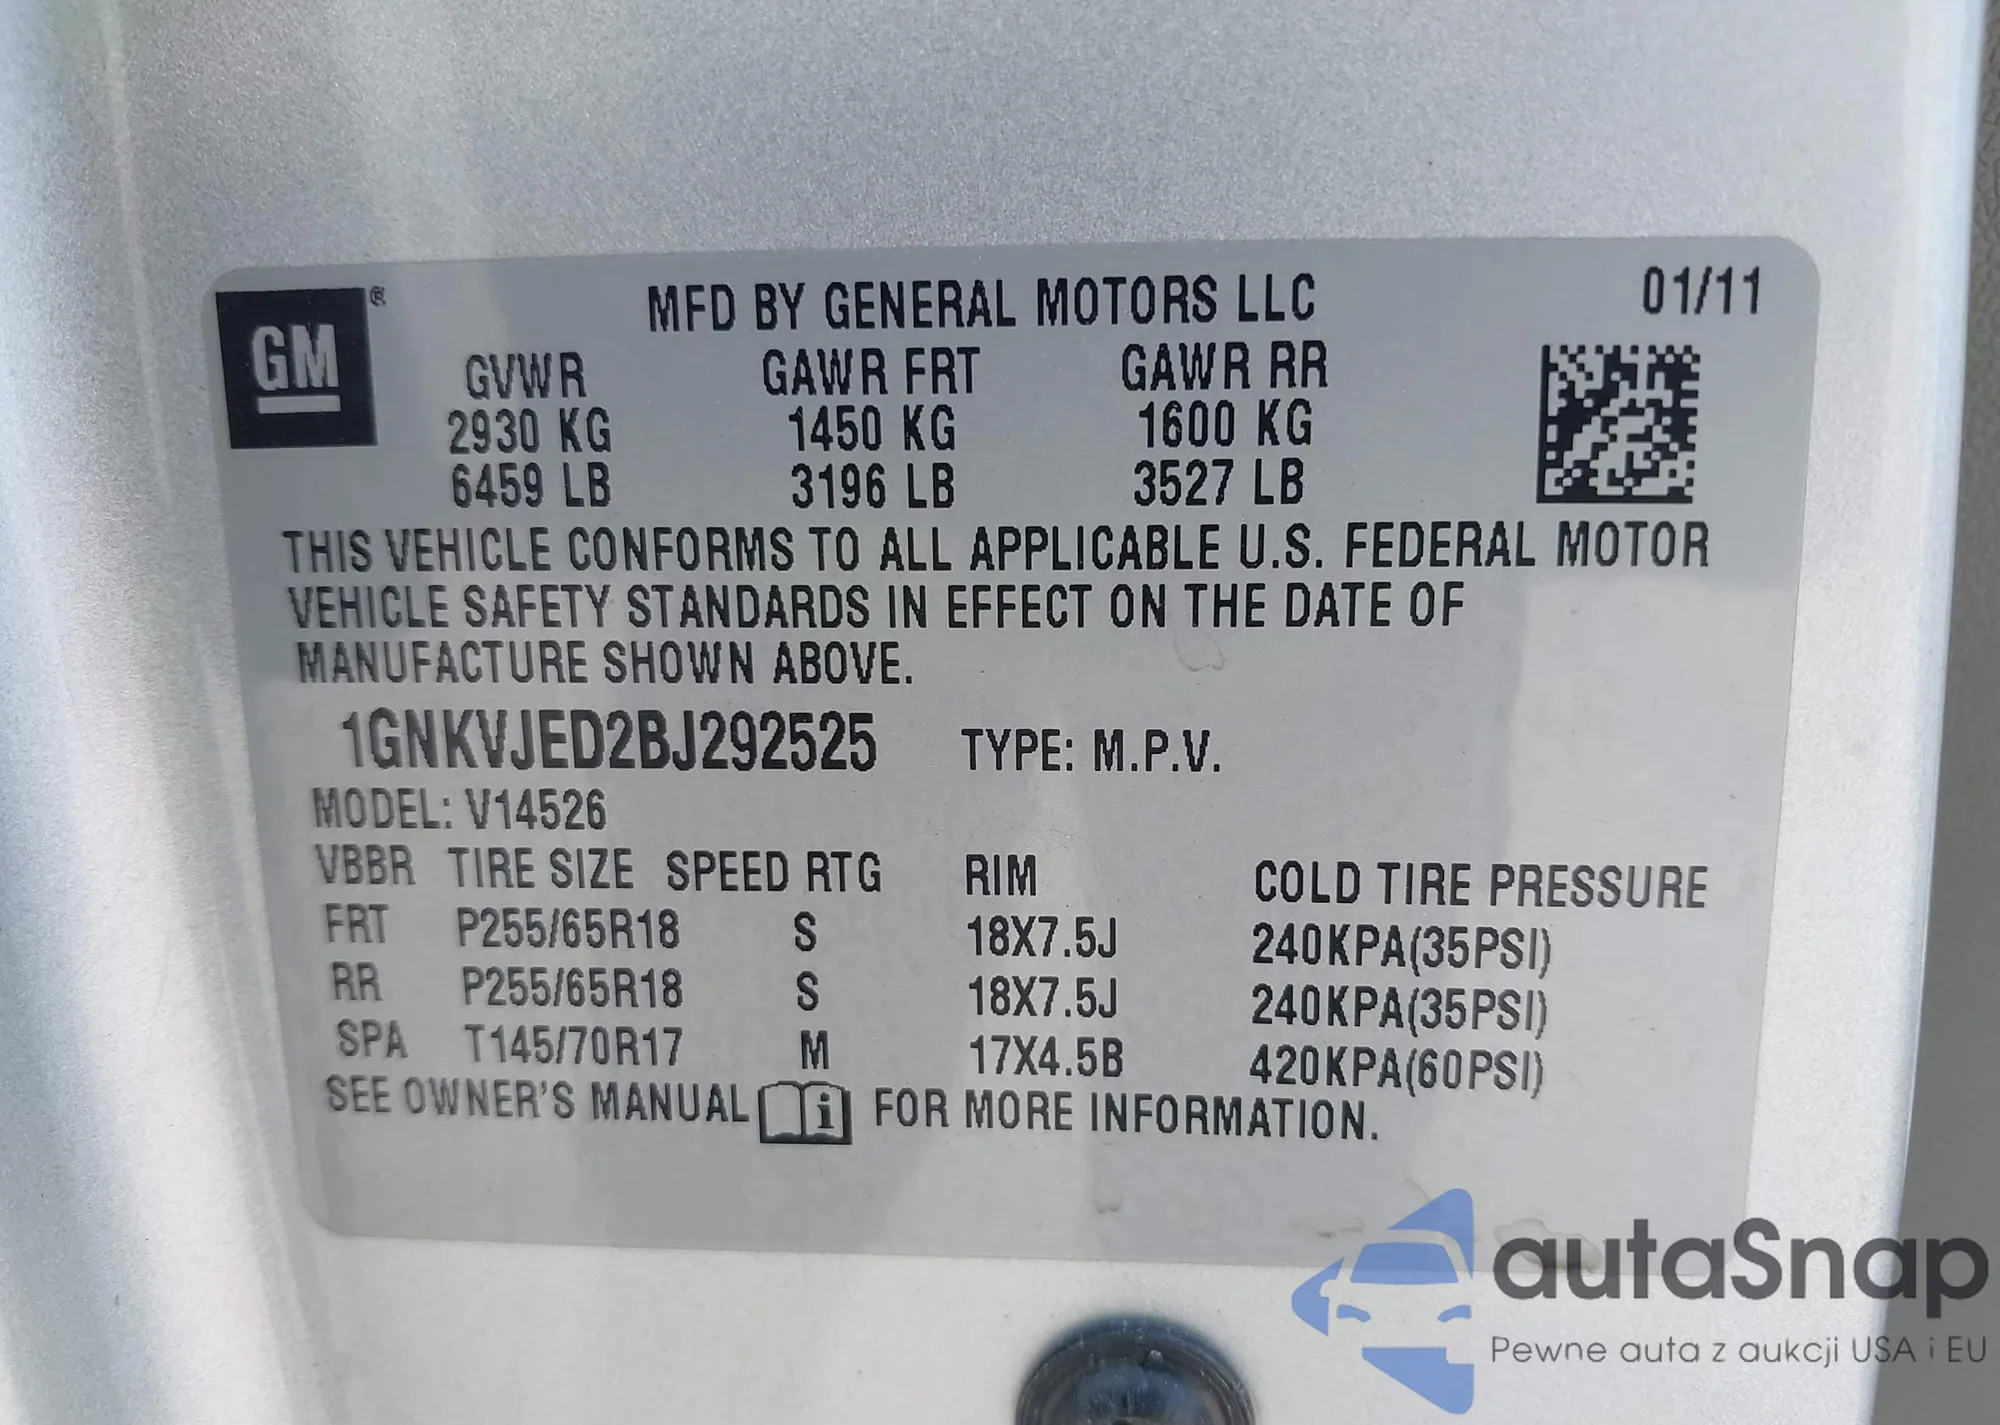 GM ® MFD BY GENERAL MOTORS LLC 01/11
GVWR GAWR FRT GAWR RR
2930 KG 1450 KG 1600 KG
6459 LB 3196 LB 3527 LB
THIS VEHICLE CONFORMS TO ALL APPLICABLE U.S. FEDERAL MOTOR
VEHICLE SAFETY STANDARDS IN EFFECT ON THE DATE OF
MANUFACTURE SHOWN ABOVE.
1GNKVJED2BJ292525 TYPE: M.P.V.
MODEL: V14526
VBBR TIRE SIZE SPEED RTG RIM COLD TIRE PRESSURE
FRT P255/65R18 S 18X7.5J 240KPA(35PSI)
RR P255/65R18 S 18X7.5J 240KPA(35PSI)
SPA T145/70R17 M 17X4.5B 420KPA(60PSI)
SEE OWNER'S MANUAL i FOR MORE INFORMATION.
autaSnap
Pewne auta z aukcji USA i EU